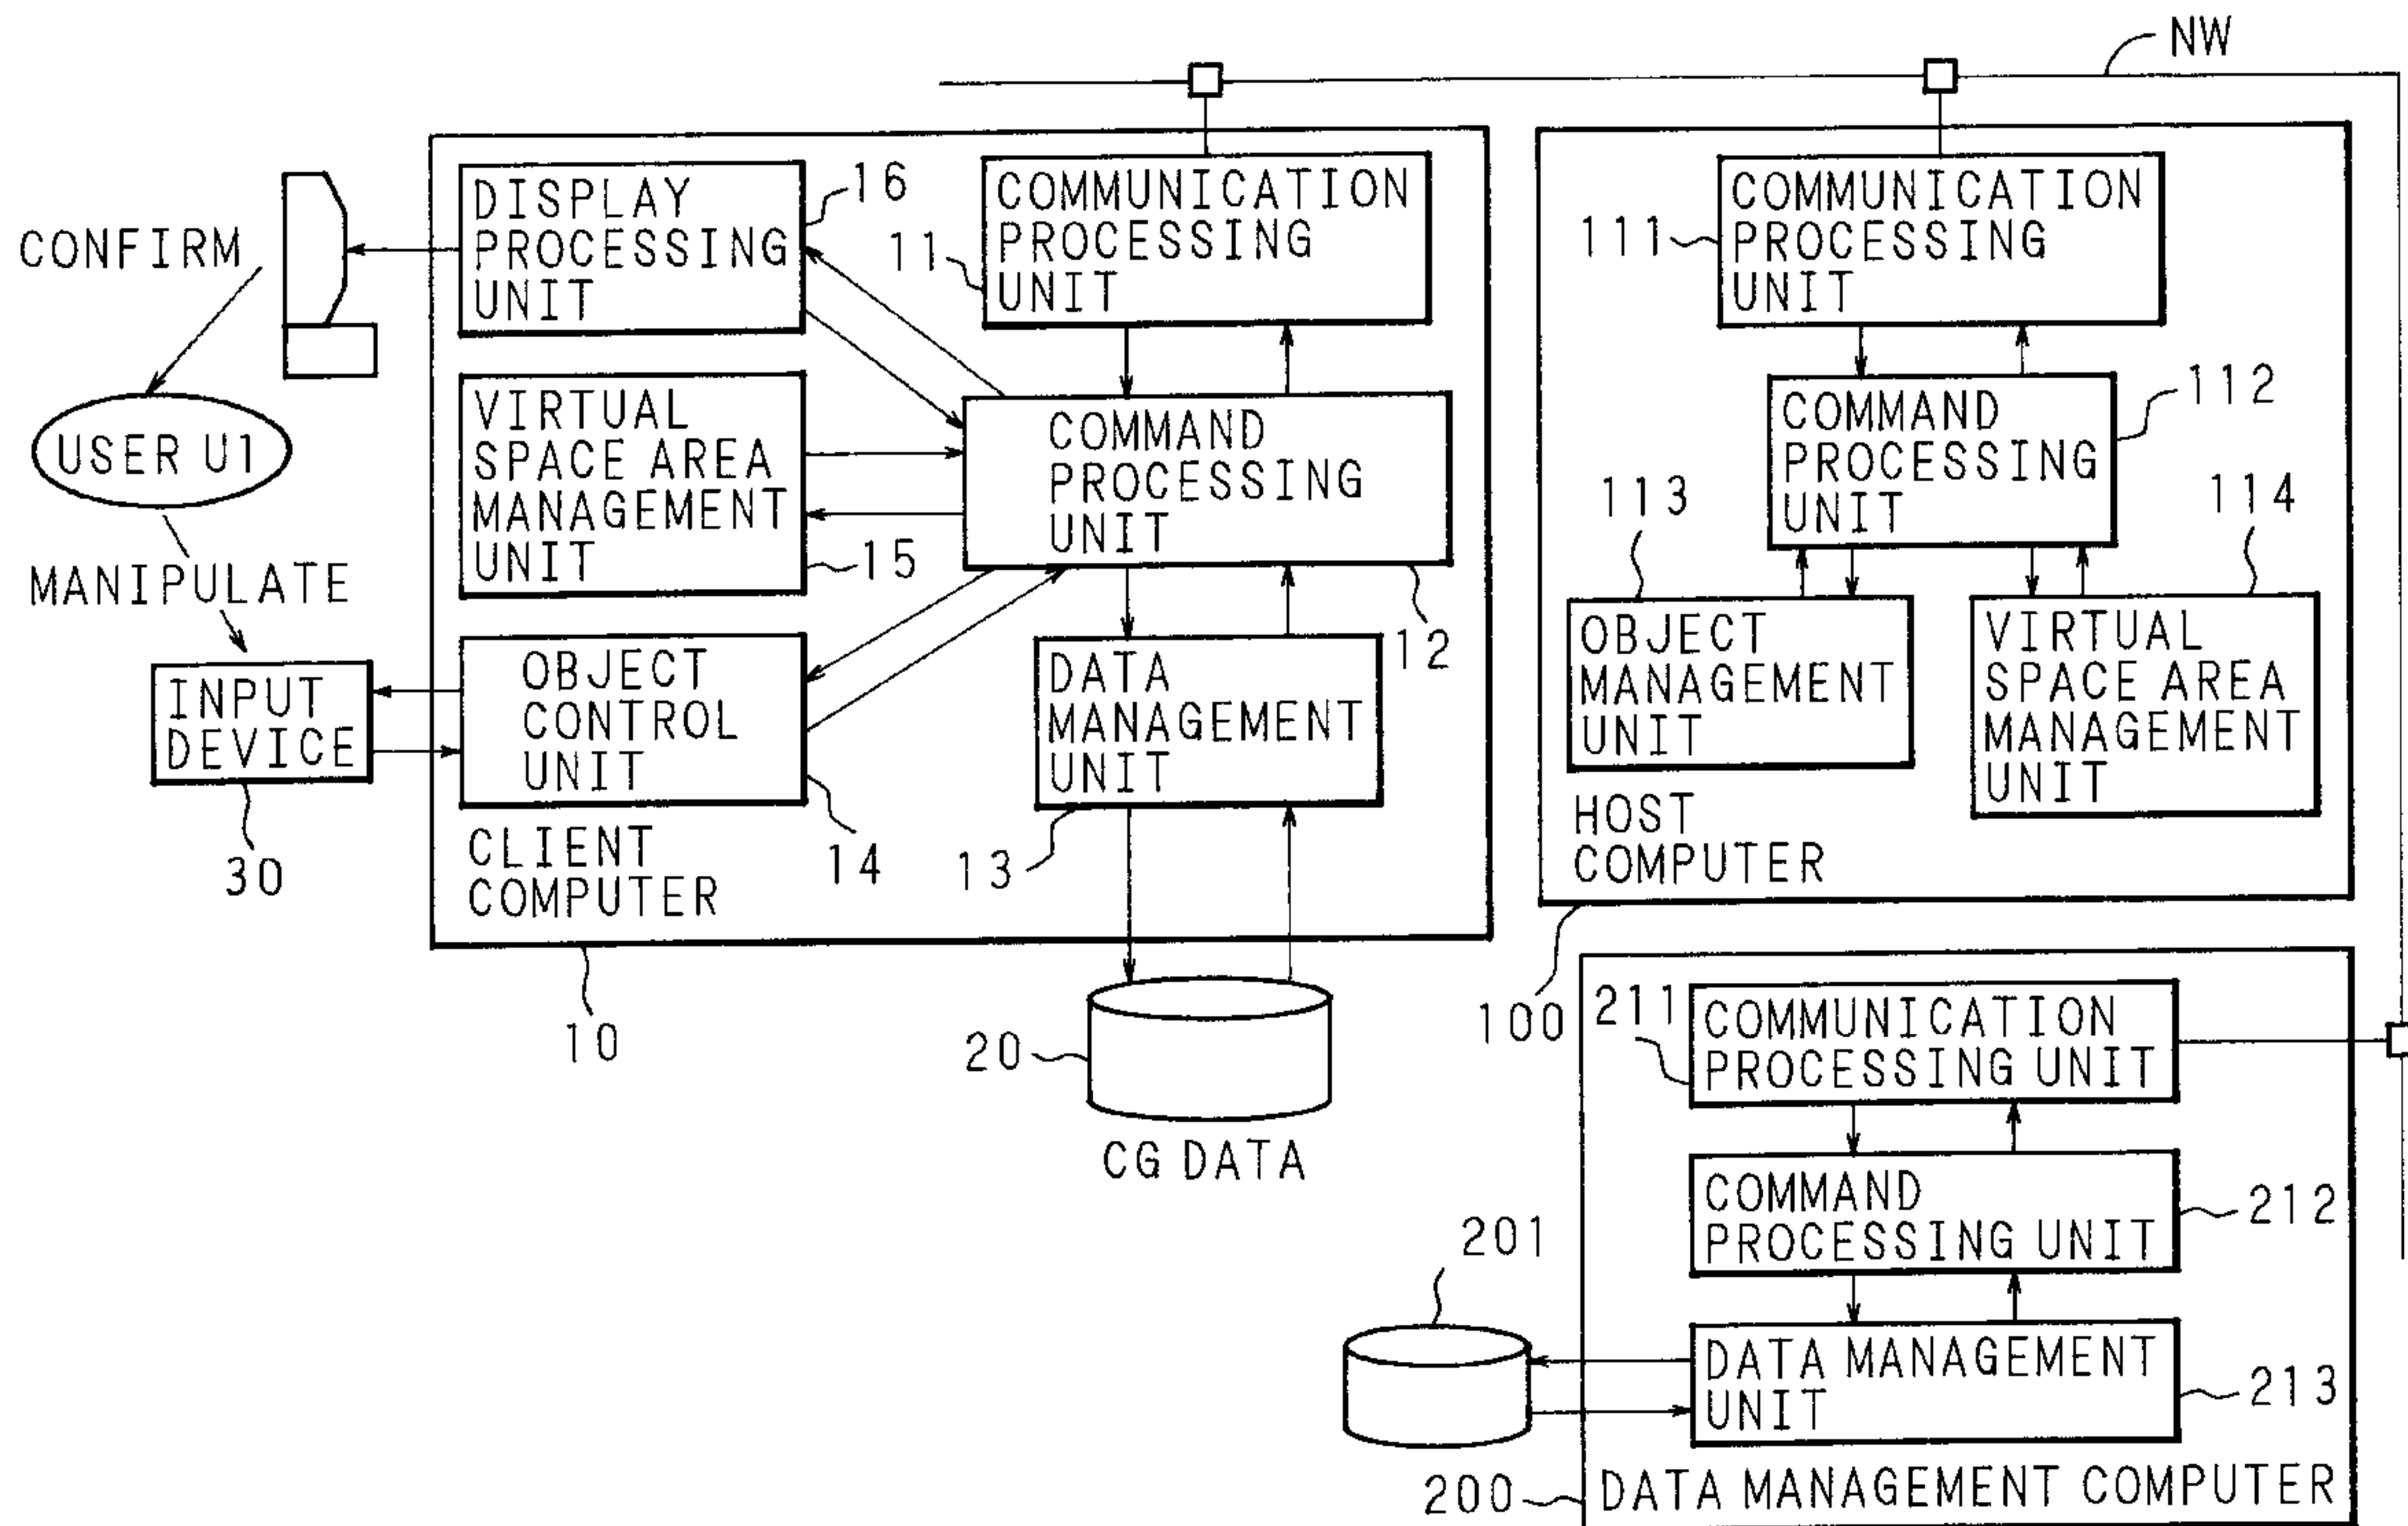 NW
CONFIRM
USER U1
MANIPULATE
INPUT
DEVICE
30
DISPLAY
PROCESSING
UNIT
16
VIRTUAL
SPACE AREA
MANAGEMENT
UNIT
15
OBJECT
CONTROL
UNIT
14
COMMUNICATION
PROCESSING
UNIT
11
COMMAND
PROCESSING
UNIT
12
DATA
MANAGEMENT
UNIT
13
CLIENT
COMPUTER
10
20
CG DATA
COMMUNICATION
PROCESSING
UNIT
111
COMMAND
PROCESSING
UNIT
112
113
OBJECT
MANAGEMENT
UNIT
114
VIRTUAL
SPACE AREA
MANAGEMENT
UNIT
HOST
COMPUTER
100
211
COMMUNICATION
PROCESSING UNIT
COMMAND
PROCESSING UNIT
212
201
DATA MANAGEMENT
UNIT
213
200
DATA MANAGEMENT COMPUTER